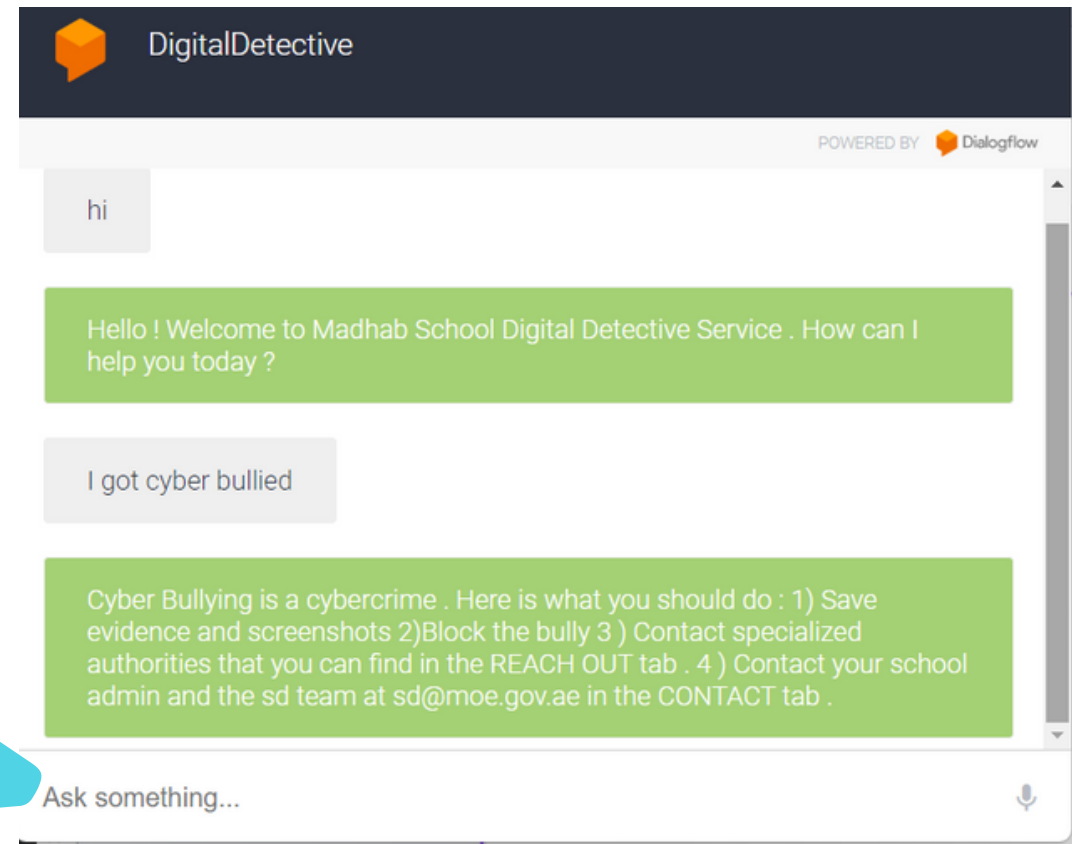 DigitalDetective
POWERED BY Dialogflow
hi
Hello ! Welcome to Madhab School Digital Detective Service . How can I
help you today ?
I got cyber bullied
Cyber Bullying is a cybercrime . Here is what you should do : 1) Save
evidence and screenshots 2)Block the bully 3 ) Contact specialized
authorities that you can find in the REACH OUT tab . 4 ) Contact your school
admin and the sd team at sd@moe.gov.ae in the CONTACT tab .
Ask something...